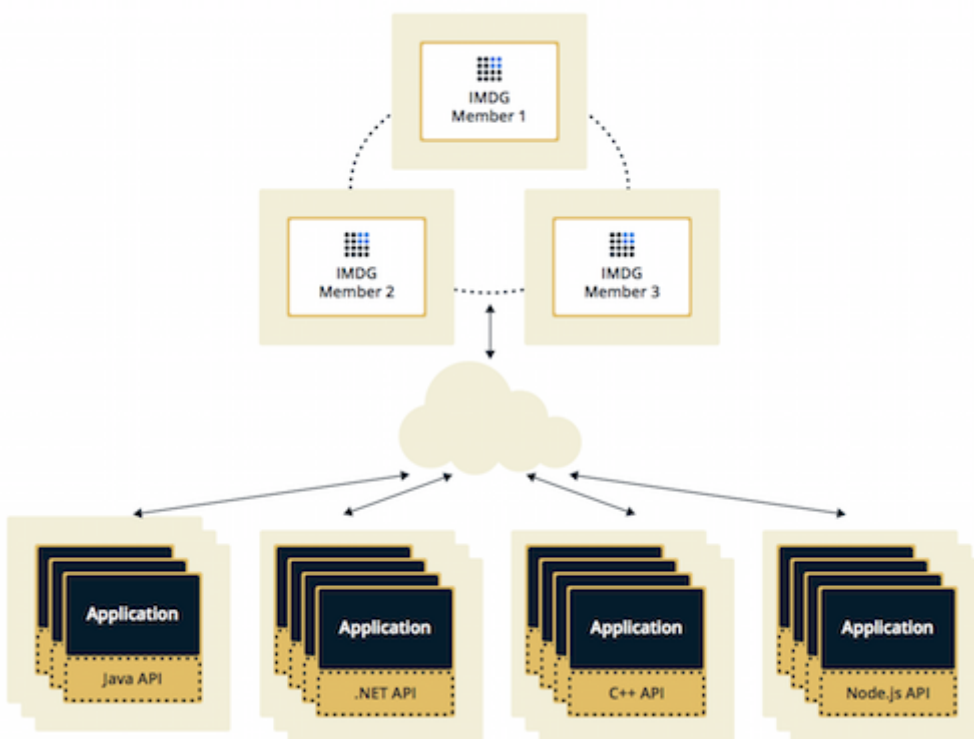 IMDG
Member 1
IMDG
Member 2
IMDG
Member 3
Application
Java API
Application
.NET API
Application
C++ API
Application
Node.js API